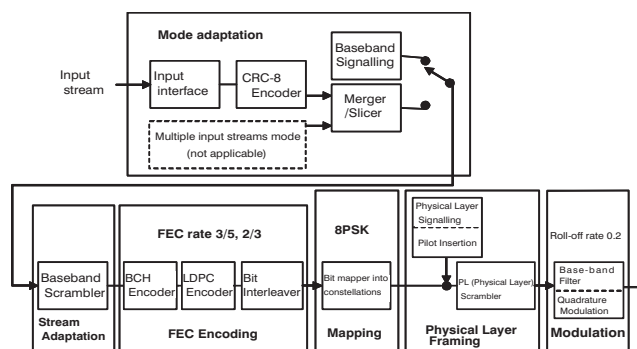 Mode adaptation
Baseband
Signalling
Input
stream
Input
interface
CRC-8
Encoder
Merger
/Slicer
Multiple input streams mode
(not applicable)
FEC rate 3/5, 2/3
8PSK
Physical Layer
Signalling
Pilot Insertion
Roll-off rate 0.2
Baseband
Scrambler
BCH
Encoder
LDPC
Encoder
Bit
Interleaver
Bit mapper into
constellations
PL (Physical Layer)
Scrambler
Base-band
Filter
Quadrature
Modulation
Stream
Adaptation
FEC Encoding
Mapping
Physical Layer
Framing
Modulation